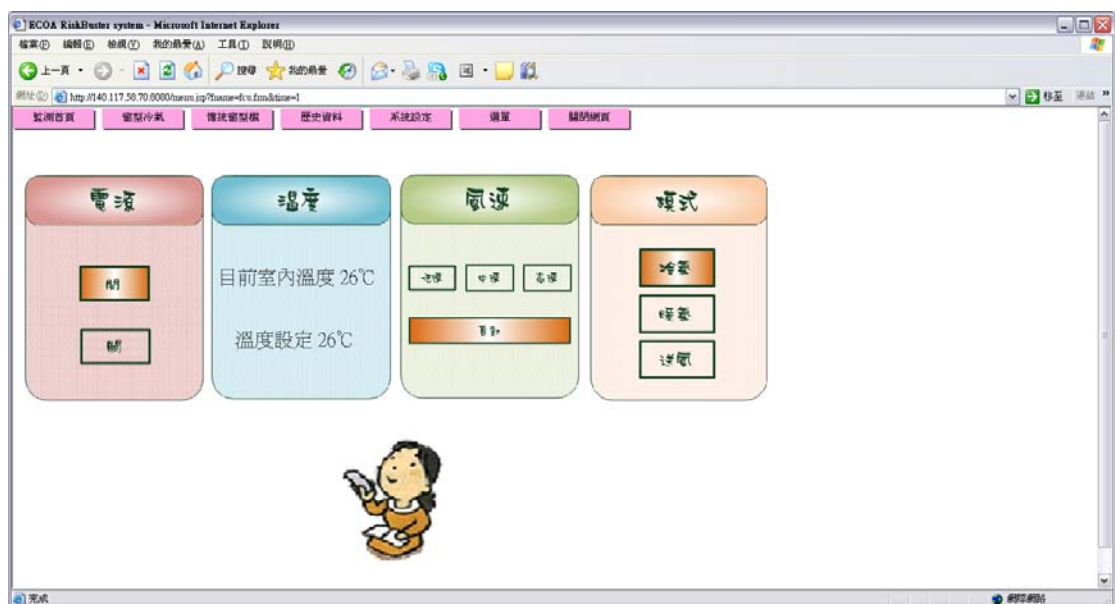 ECOA RiskBuster system - Microsoft Internet Explorer
檔案(F) 編輯(E) 檢視(V) 我的最愛(A) 工具(T) 說明(H)
上一頁 搜尋 我的最愛
網址(D) http://140.117.58.70:8080/menu.jsp?fname=fcu.frm&time=1 移至 連結 »
監測首頁 窗型冷氣 傳統窗型機 歷史資料 系統設定 選單 關閉網頁
電源 溫度 風速 模式
開 目前室內溫度 26℃ 低速 中速 高速 冷氣
關 溫度設定 26℃ 自動 暖氣
送風
完成 網際網路